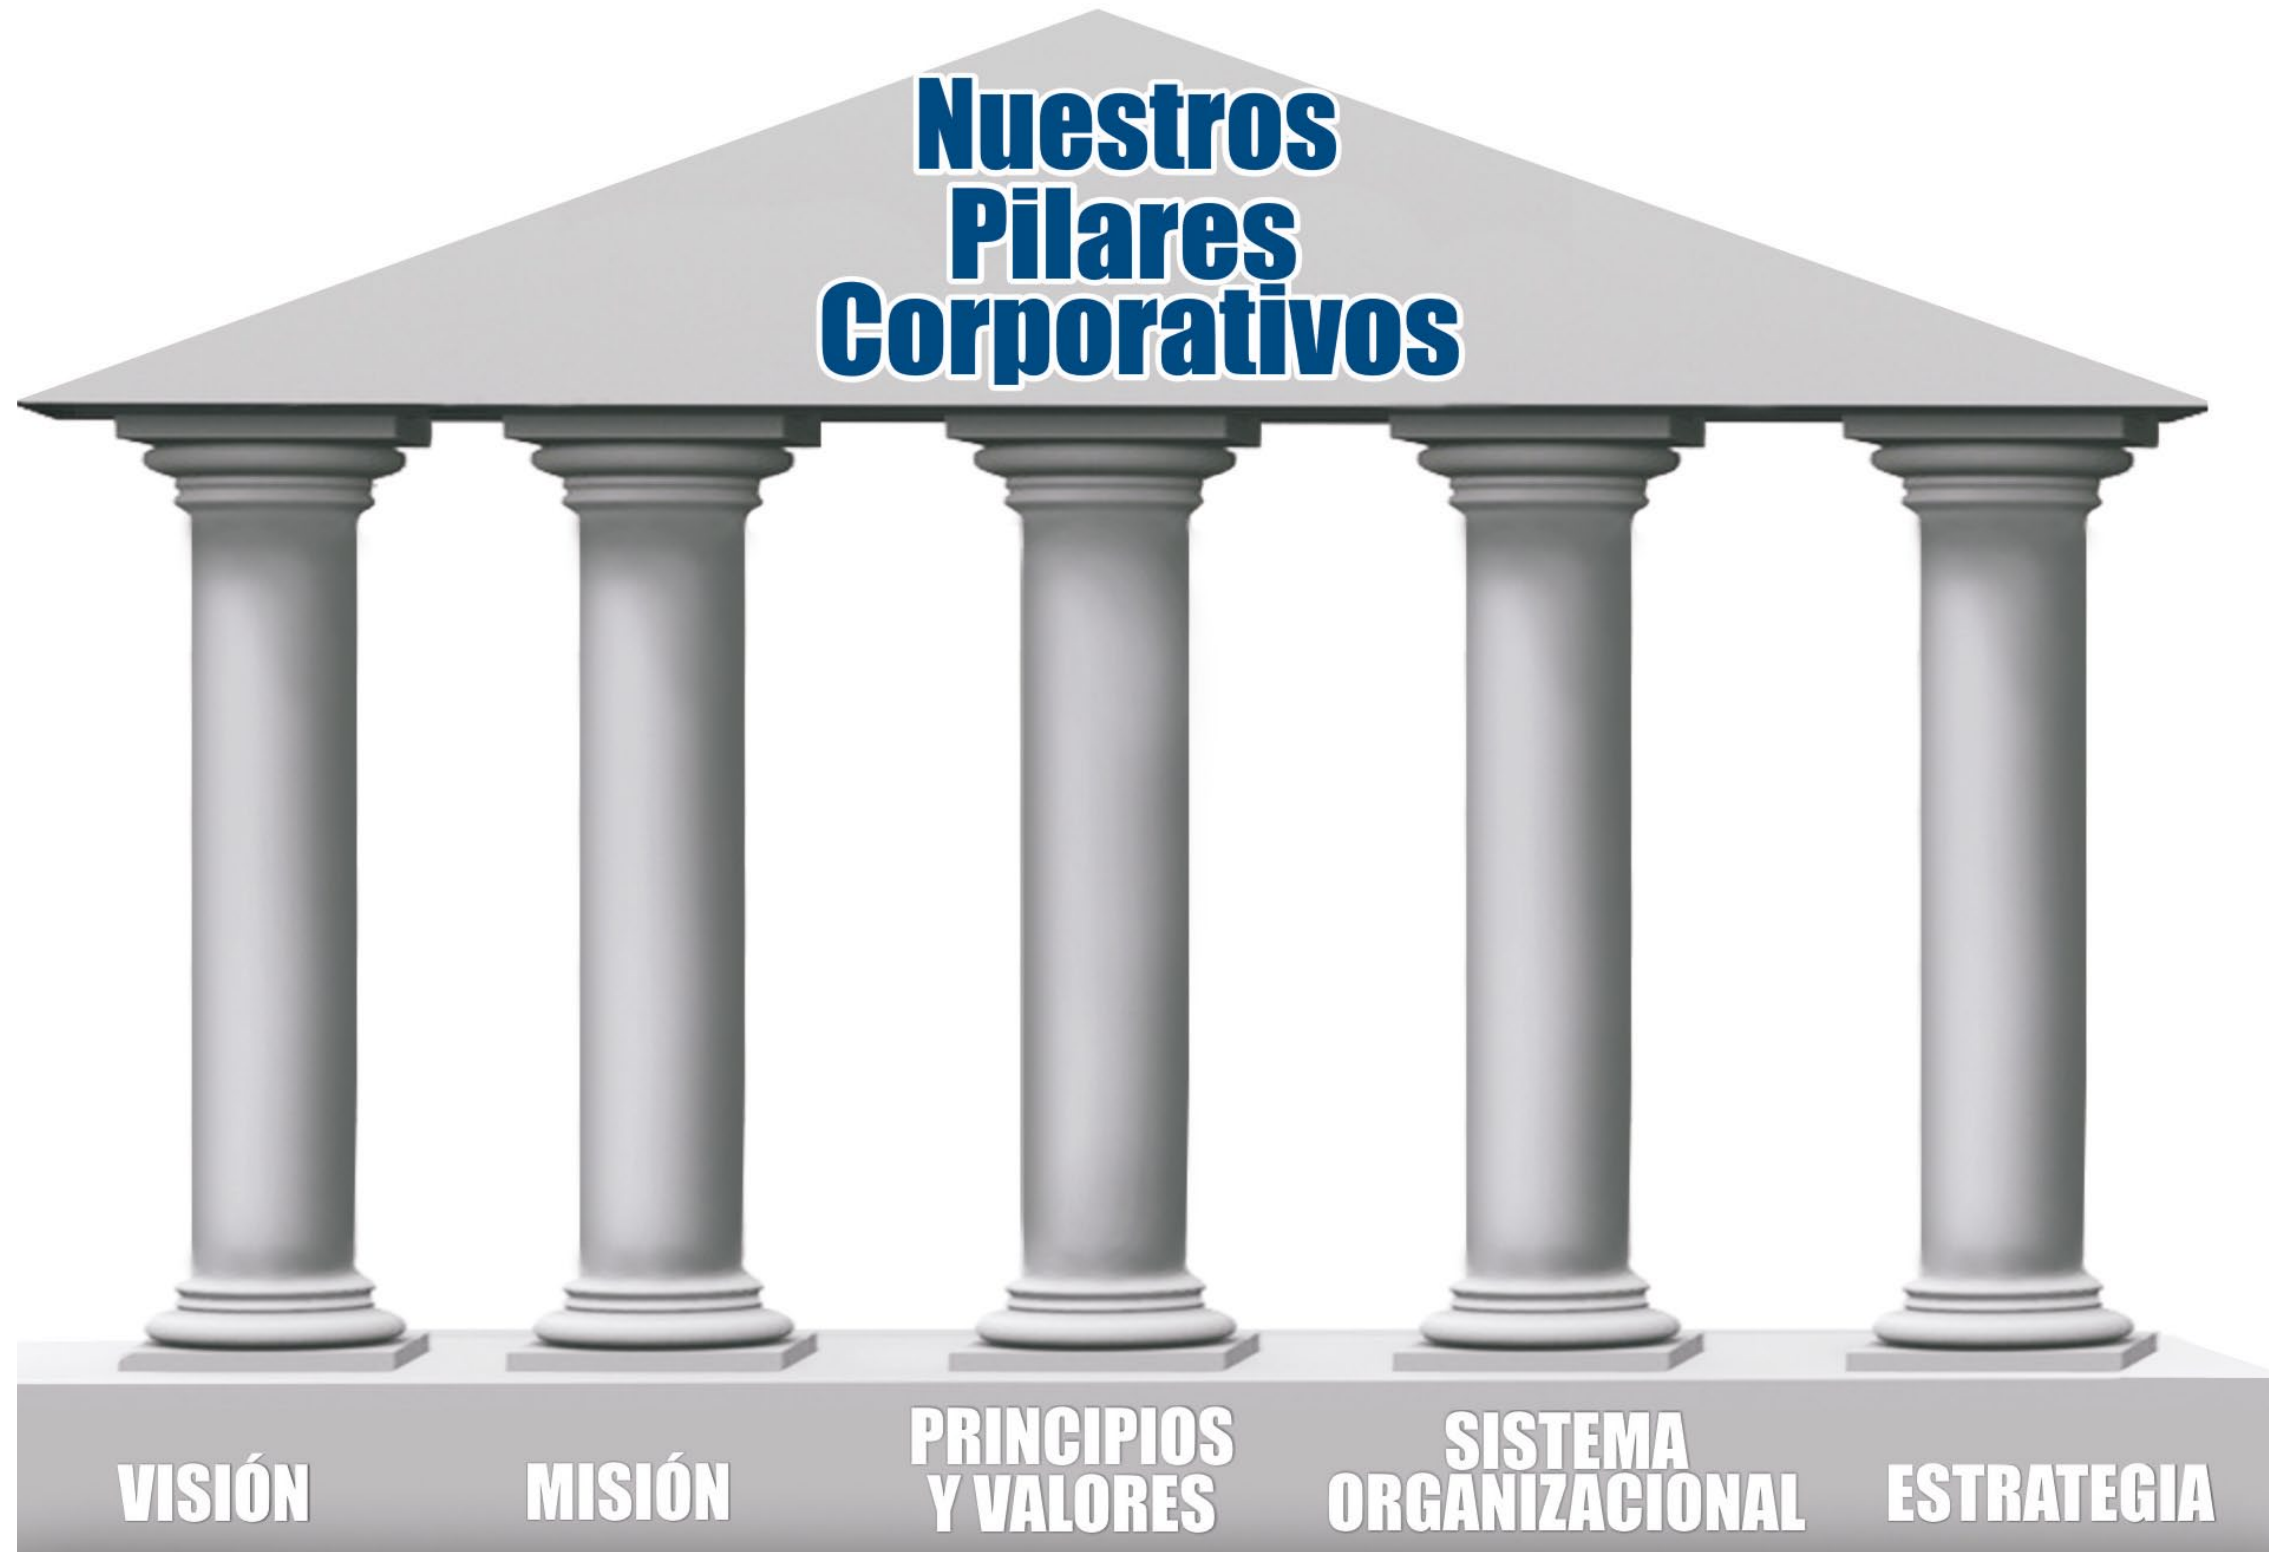 Nuestros
Pilares
Corporativos
VISIÓN
MISIÓN
PRINCIPIOS
Y VALORES
SISTEMA
ORGANIZACIONAL
ESTRATEGIA